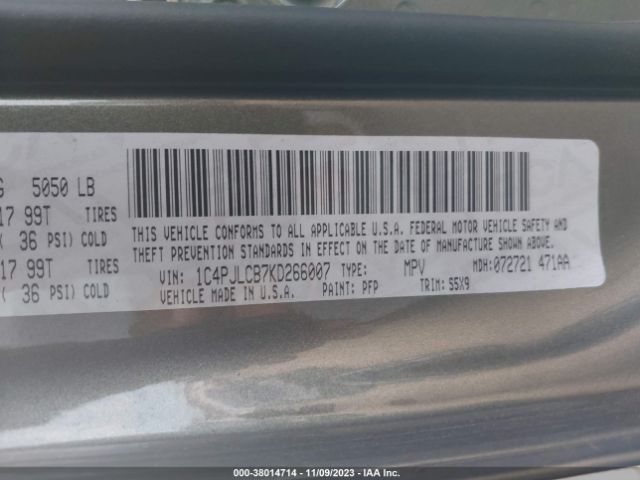 G 5050 LB
17 99T TIRES
( 36 PSI) COLD
17 99T TIRES
( 36 PSI) COLD
THIS VEHICLE CONFORMS TO ALL APPLICABLE U.S.A. FEDERAL MOTOR VEHICLE SAFETY AND
THEFT PREVENTION STANDARDS IN EFFECT ON THE DATE OF MANUFACTURE SHOWN ABOVE.
VIN: 1C4PJLCB7KD266007 TYPE: MPV MDH:072721 471AA
VEHICLE MADE IN U.S.A. PAINT: PFP TRIM: S5X9
000-38014714 - 11/09/2023 - IAA Inc.